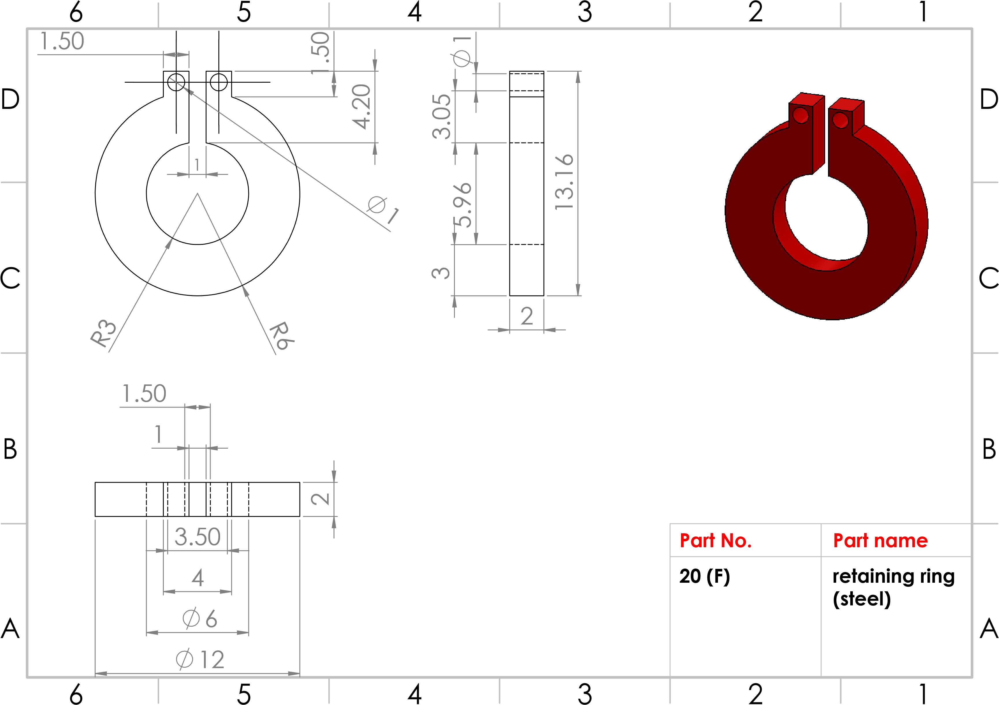 6 5 4 3 2 1
1.50
1.50
⌀ 1
D D
4.20
3.05
1
13.16
5.96
⌀ 1
C C
3
2
R3
R6
1.50
1
B B
2
3.50
Part No. Part name
4
20 (F) retaining ring
(steel)
⌀ 6
A A
⌀ 12
6 5 4 3 2 1